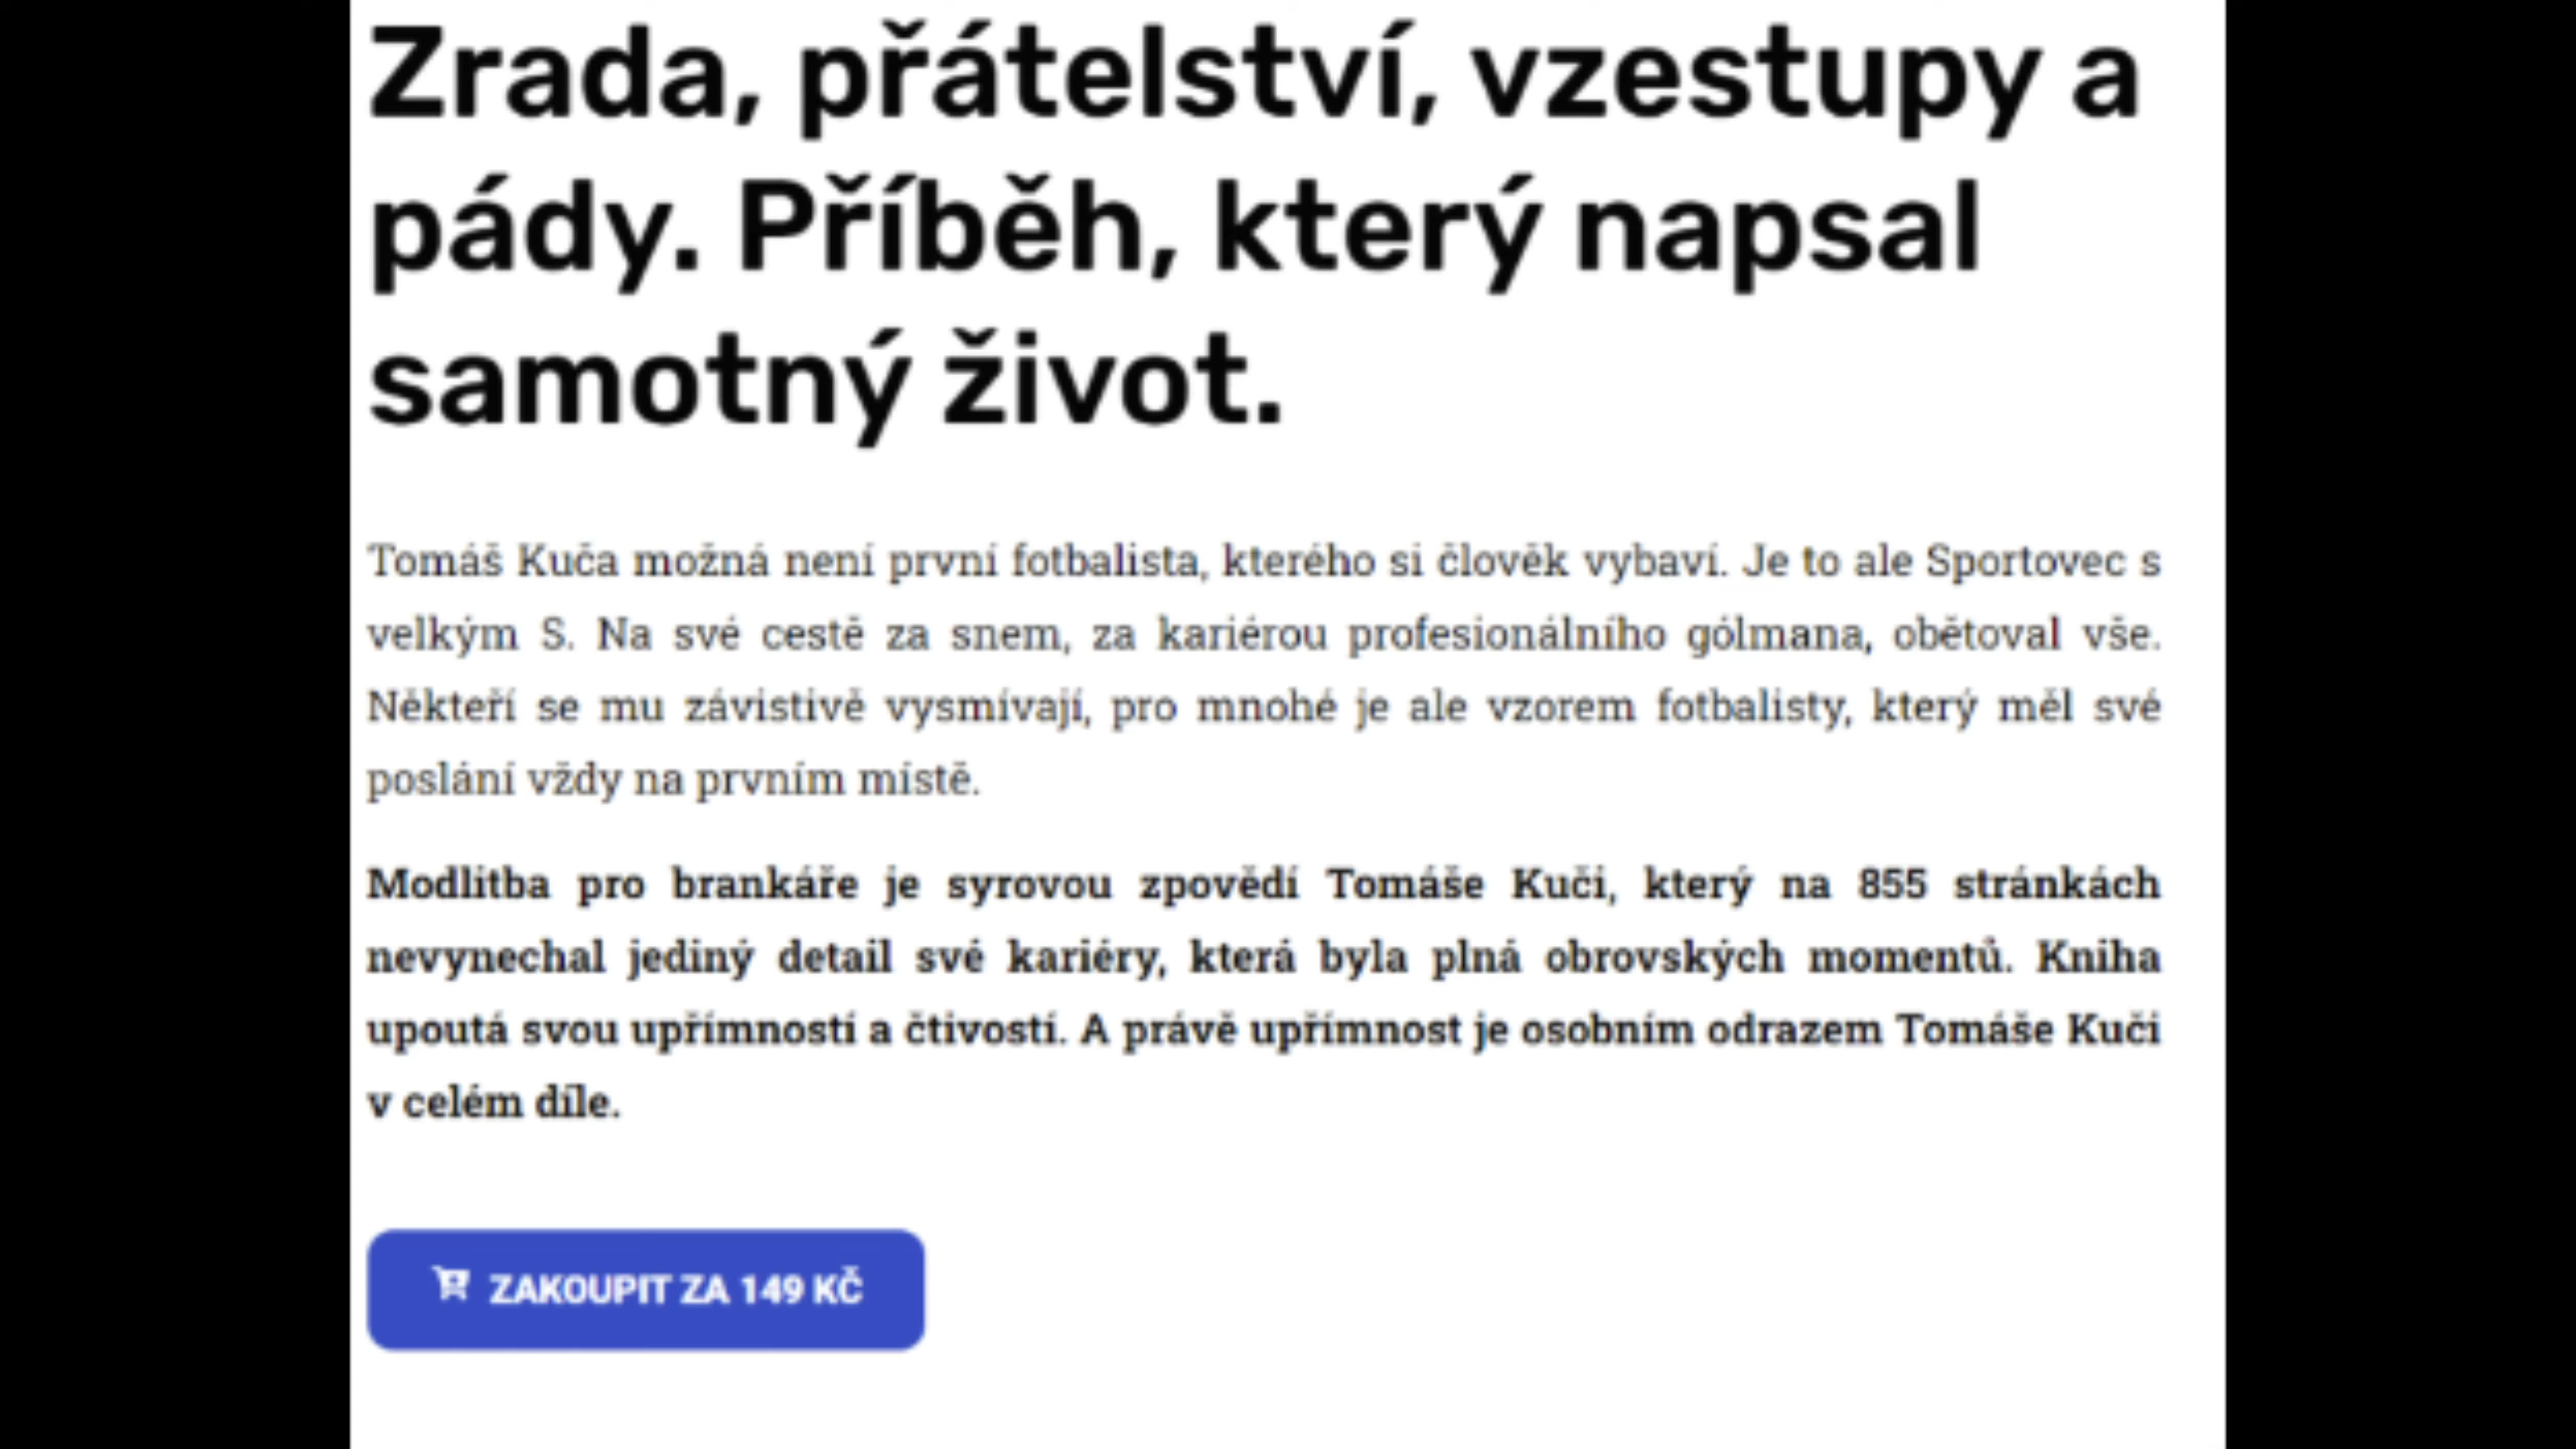 Zrada, přátelství, vzestupy a
pády. Příběh, který napsal
samotný život.
Tomáš Kuča možná není první fotbalista, kterého si člověk vybaví. Je to ale Sportovec s
velkým S. Na své cestě za snem, za kariérou profesionálního gólmana, obětoval vše.
Někteří se mu závistivě vysmívají, pro mnohé je ale vzorem fotbalisty, který měl své
poslání vždy na prvním místě.
Modlitba pro brankáře je syrovou zpovědí Tomáše Kuči, který na 855 stránkách
nevynechal jediný detail své kariéry, která byla plná obrovských momentů. Kniha
upoutá svou upřímností a čtivostí. A právě upřímnost je osobním odrazem Tomáše Kuči
v celém díle.
ZAKOUPIT ZA 149 KČ